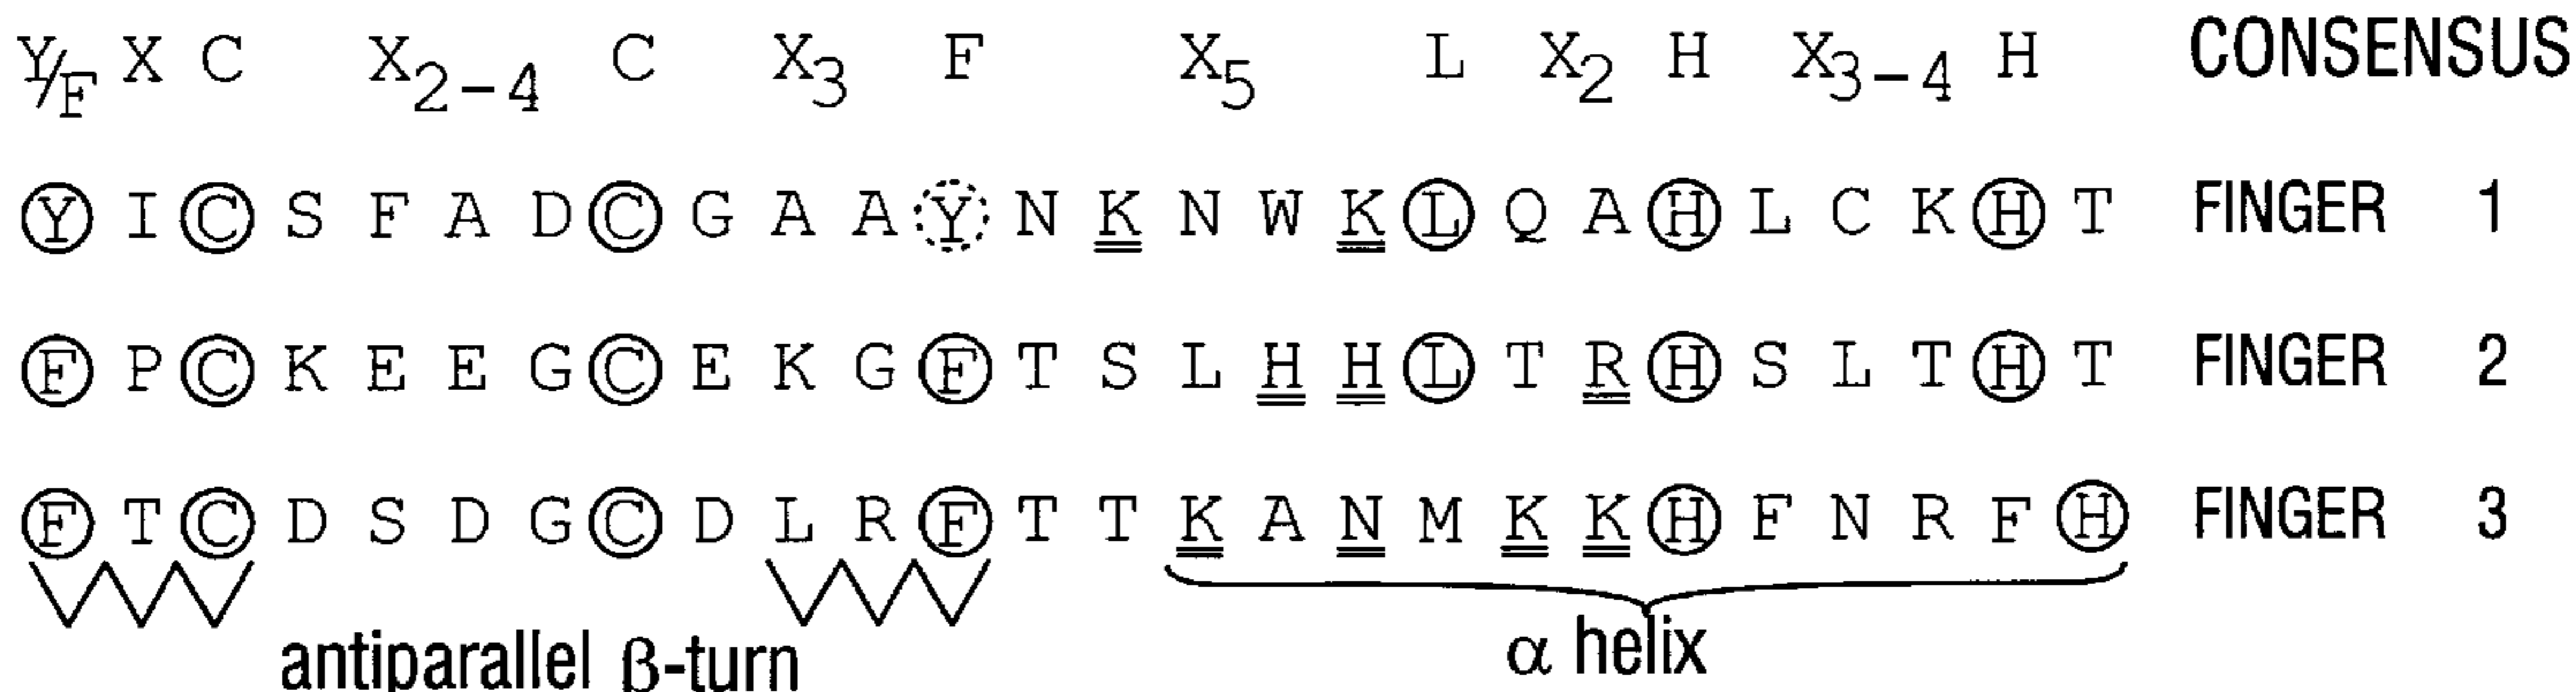 Y/F X C X2-4 C X3 F X5 L X2 H X3-4 H CONSENSUS
Y I C S F A D C G A A Y N K N W K L Q A H L C K H T FINGER 1
F P C K E E G C E K G F T S L H H L T R H S L T H T FINGER 2
F T C D S D G C D L R F T T K A N M K K H F N R F H FINGER 3
antiparallel β-turn α helix